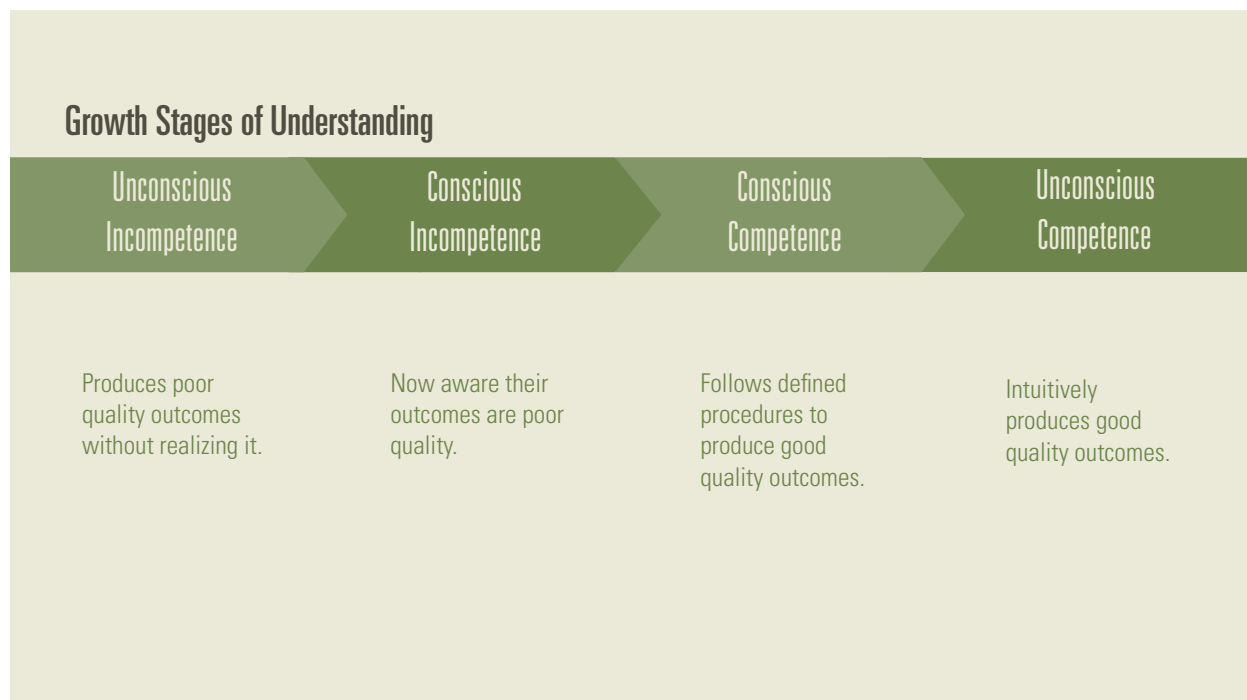 Growth Stages of Understanding
Unconscious
Incompetence
Conscious
Incompetence
Conscious
Competence
Unconscious
Competence
Produces poor
quality outcomes
without realizing it.
Now aware their
outcomes are poor
quality.
Follows defined
procedures to
produce good
quality outcomes.
Intuitively
produces good
quality outcomes.